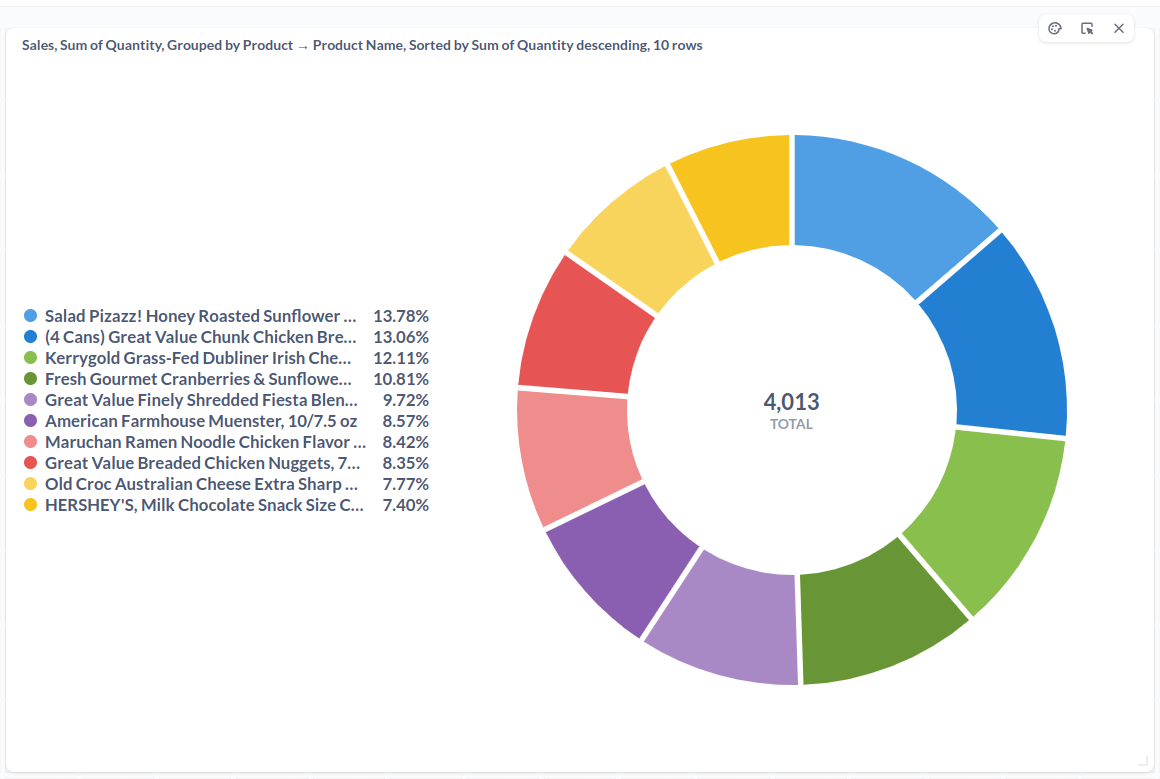 Sales, Sum of Quantity, Grouped by Product → Product Name, Sorted by Sum of Quantity descending, 10 rows
Salad Pizazz! Honey Roasted Sunflower ... 13.78%
(4 Cans) Great Value Chunk Chicken Bre... 13.06%
Kerrygold Grass-Fed Dubliner Irish Che... 12.11%
Fresh Gourmet Cranberries & Sunflowe... 10.81%
Great Value Finely Shredded Fiesta Blen... 9.72%
American Farmhouse Muenster, 10/7.5 oz 8.57%
Maruchan Ramen Noodle Chicken Flavor ... 8.42%
Great Value Breaded Chicken Nuggets, 7... 8.35%
Old Croc Australian Cheese Extra Sharp ... 7.77%
HERSHEY'S, Milk Chocolate Snack Size C... 7.40%
4,013
TOTAL